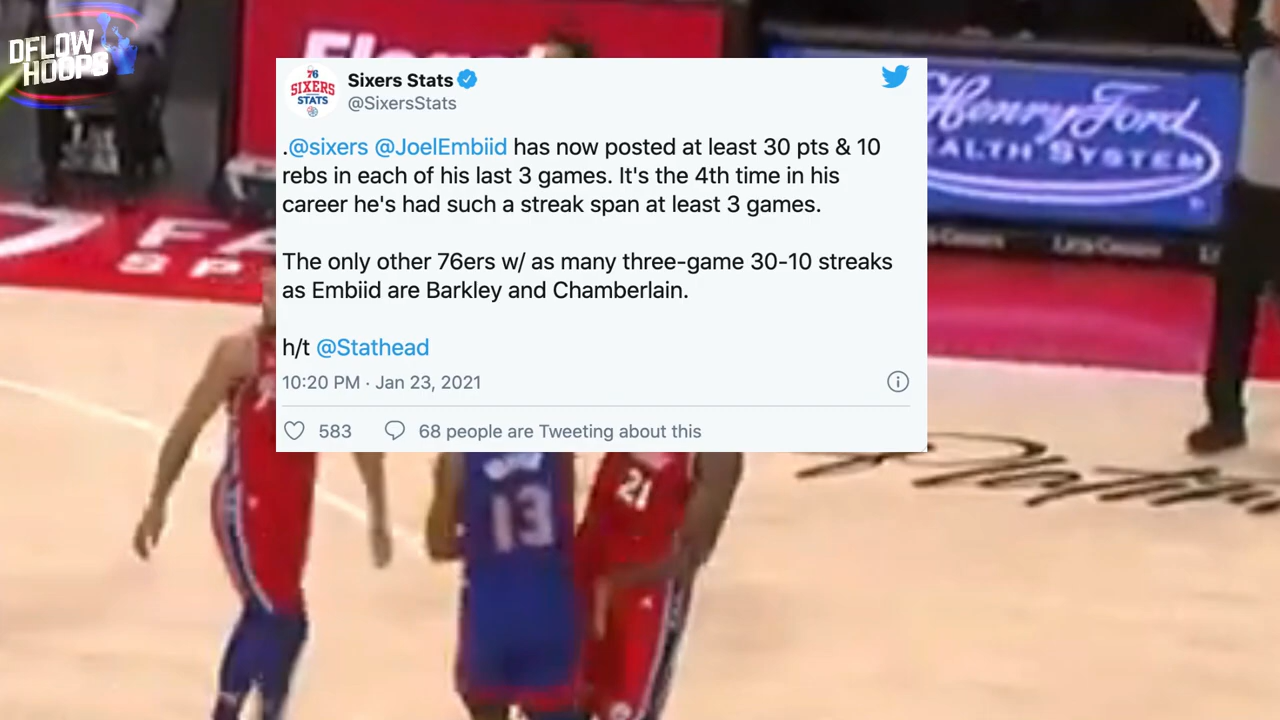 DFLOW
HOOPS
76
SIXERS
STATS
Sixers Stats
@SixersStats
.@sixers @JoelEmbiid has now posted at least 30 pts & 10
rebs in each of his last 3 games. It's the 4th time in his
career he's had such a streak span at least 3 games.
The only other 76ers w/ as many three-game 30-10 streaks
as Embiid are Barkley and Chamberlain.
h/t @Stathead
10:20 PM · Jan 23, 2021
583
68 people are Tweeting about this
Henry Ford
EALTH SYSTEM
FA
SP
13
21